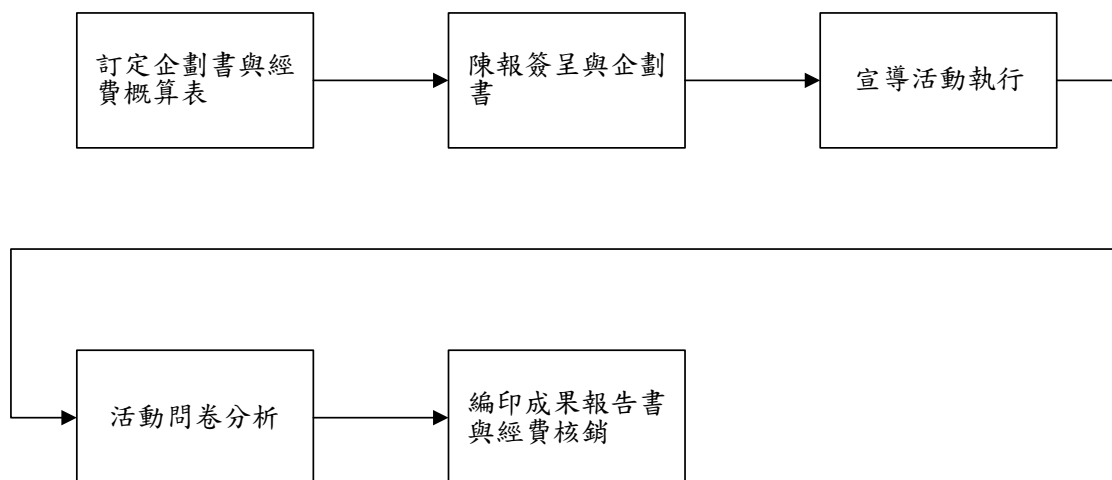 訂定企劃書與經
費概算表
陳報簽呈與企劃
書
宣導活動執行
活動問卷分析
編印成果報告書
與經費核銷